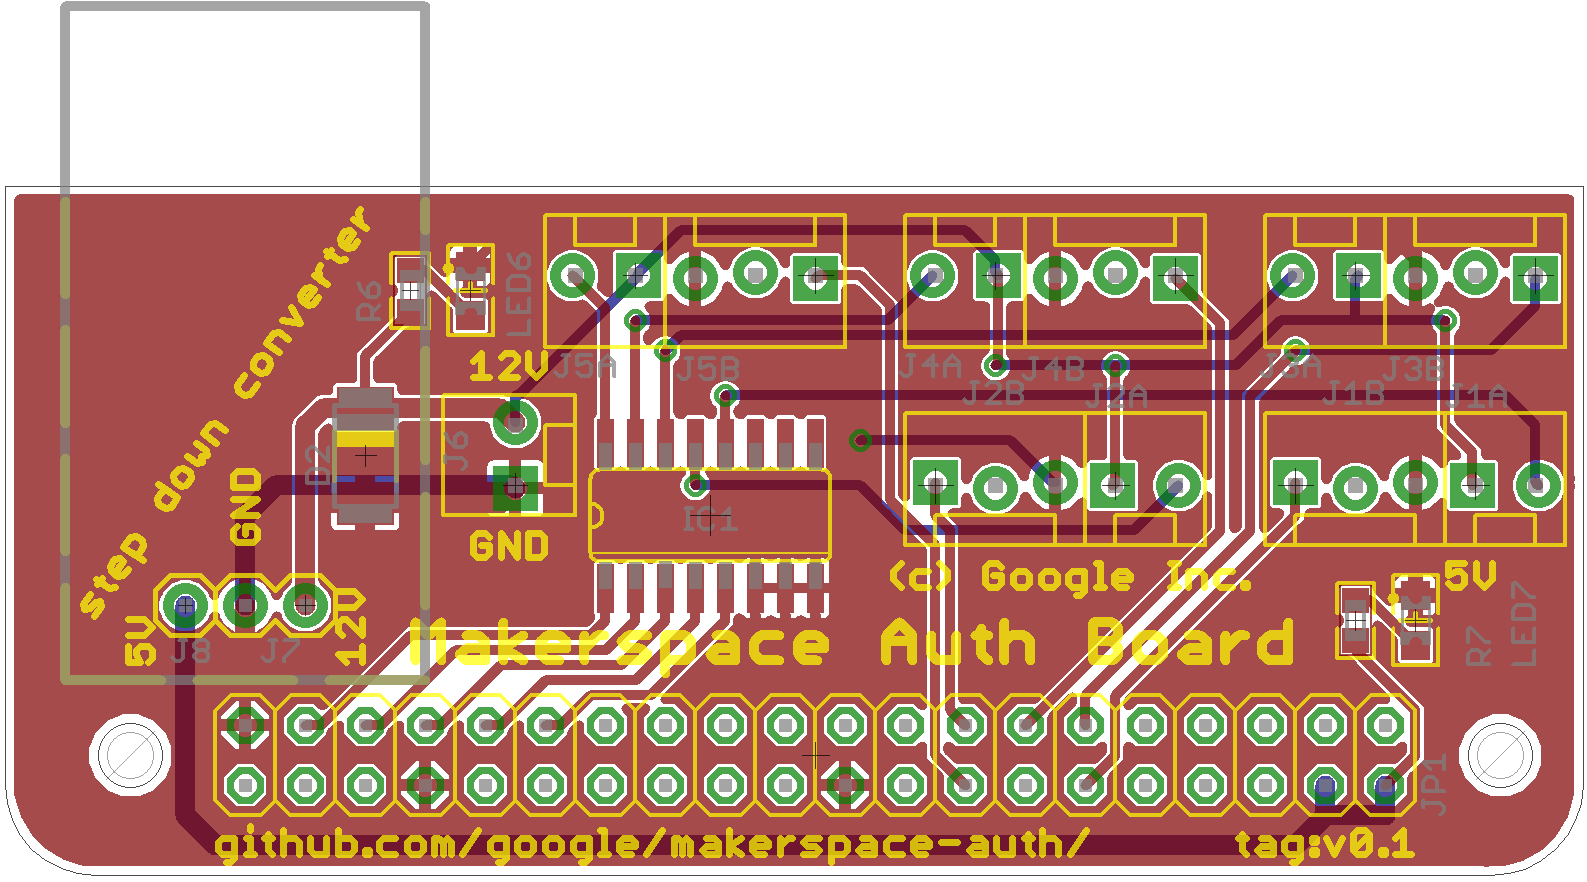 step down converter
R6
LED6
12V
J5A
J5B
J4A
J4B
J3A
J3B
J2B
J2A
J1B
J1A
J6
D2
GND
IC1
GND
(c) Google Inc.
5V
5V
J8
J7
12V
Makerspace Auth Board
R7
LED7
JP1
github.com/google/makerspace-auth/
tag:v0.1